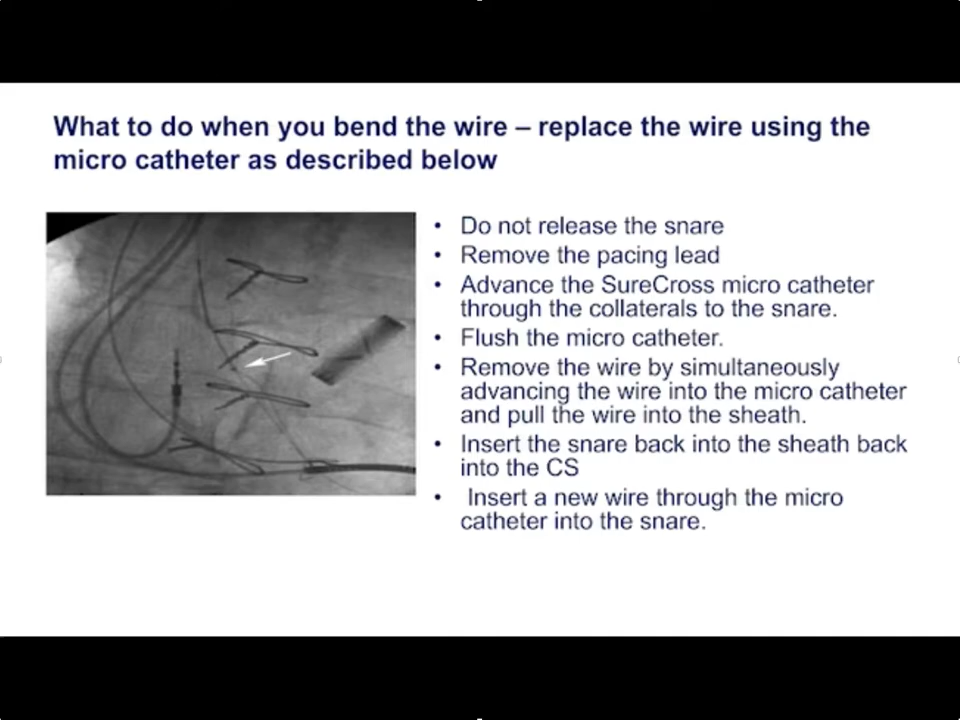 What to do when you bend the wire – replace the wire using the
micro catheter as described below
• Do not release the snare
• Remove the pacing lead
• Advance the SureCross micro catheter
through the collaterals to the snare.
• Flush the micro catheter.
• Remove the wire by simultaneously
advancing the wire into the micro catheter
and pull the wire into the sheath.
• Insert the snare back into the sheath back
into the CS
• Insert a new wire through the micro
catheter into the snare.